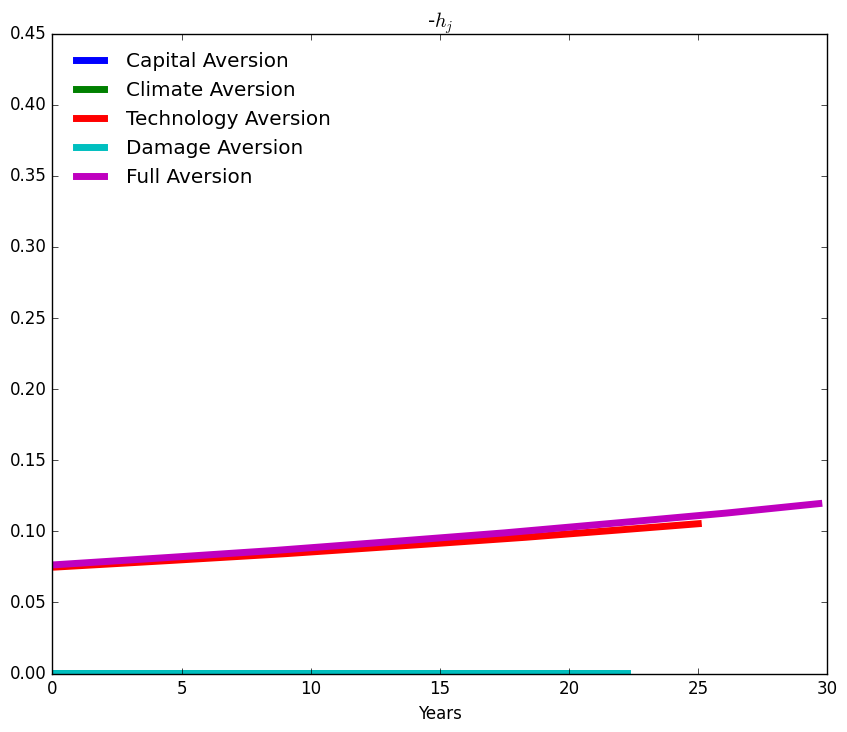 -h_j
0.45
0.40
0.35
0.30
0.25
0.20
0.15
0.10
0.05
0.00
Capital Aversion
Climate Aversion
Technology Aversion
Damage Aversion
Full Aversion
0 5 10 15 20 25 30
Years